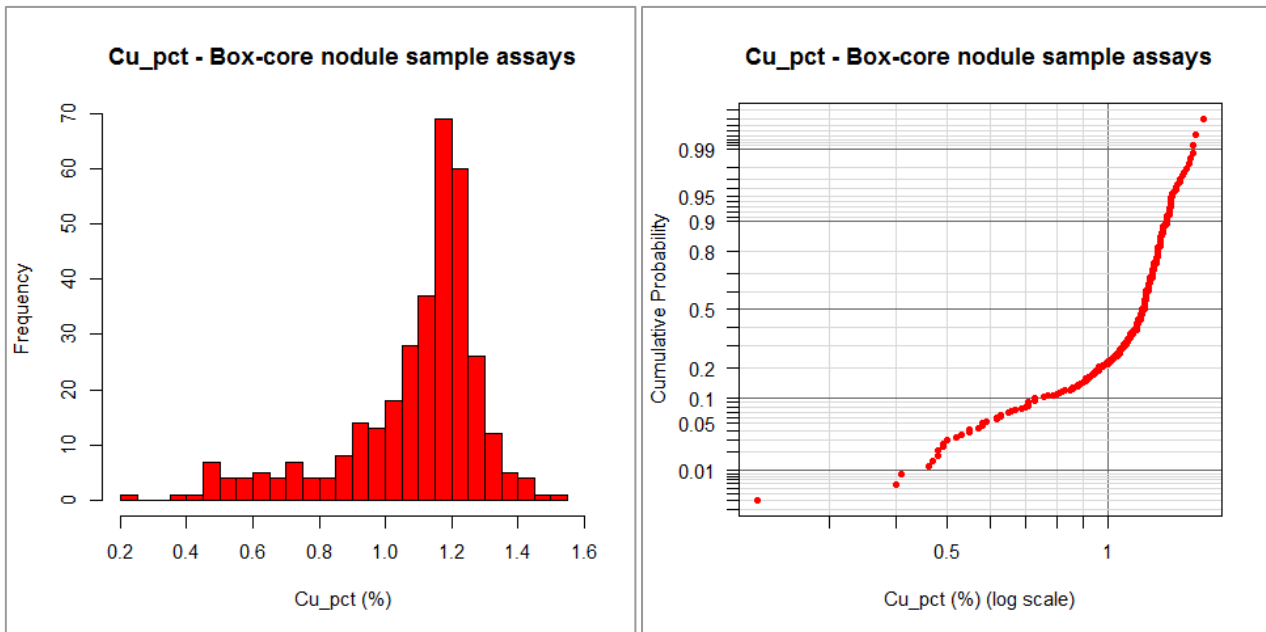 Cu_pct - Box-core nodule sample assays
Frequency
0 10 20 30 40 50 60 70
0.2 0.4 0.6 0.8 1.0 1.2 1.4 1.6
Cu_pct (%)
Cu_pct - Box-core nodule sample assays
Cumulative Probability
0.99
0.95
0.9
0.8
0.5
0.2
0.1
0.05
0.01
0.5 1
Cu_pct (%) (log scale)